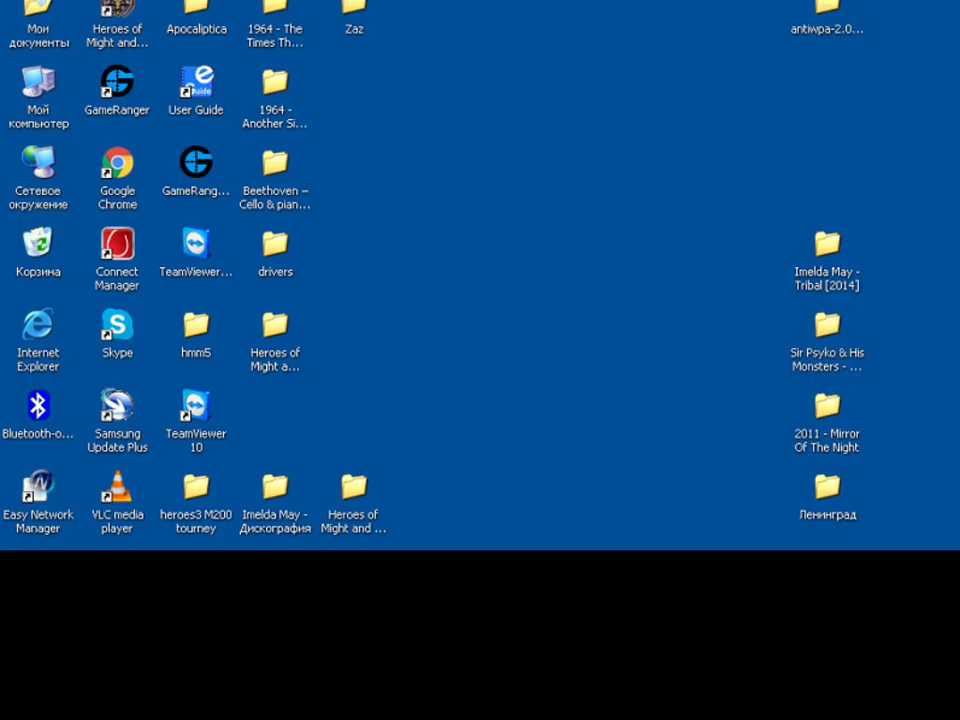 Мои
документы
Heroes of
Might and...
Apocaliptica
1964 - The
Times Th...
Zaz
antiwpa-2.0...
Мой
компьютер
GameRanger
User Guide
1964 -
Another Si...
Сетевое
окружение
Google
Chrome
GameRang...
Beethoven –
Cello & pian...
Корзина
Connect
Manager
TeamViewer...
drivers
Imelda May -
Tribal [2014]
Internet
Explorer
Skype
hmm5
Heroes of
Might a...
Sir Psyko & His
Monsters - ...
Bluetooth-о...
Samsung
Update Plus
TeamViewer
10
2011 - Mirror
Of The Night
Easy Network
Manager
VLC media
player
heroes3 M200
tourney
Imelda May -
Дискография
Heroes of
Might and ...
Ленинград